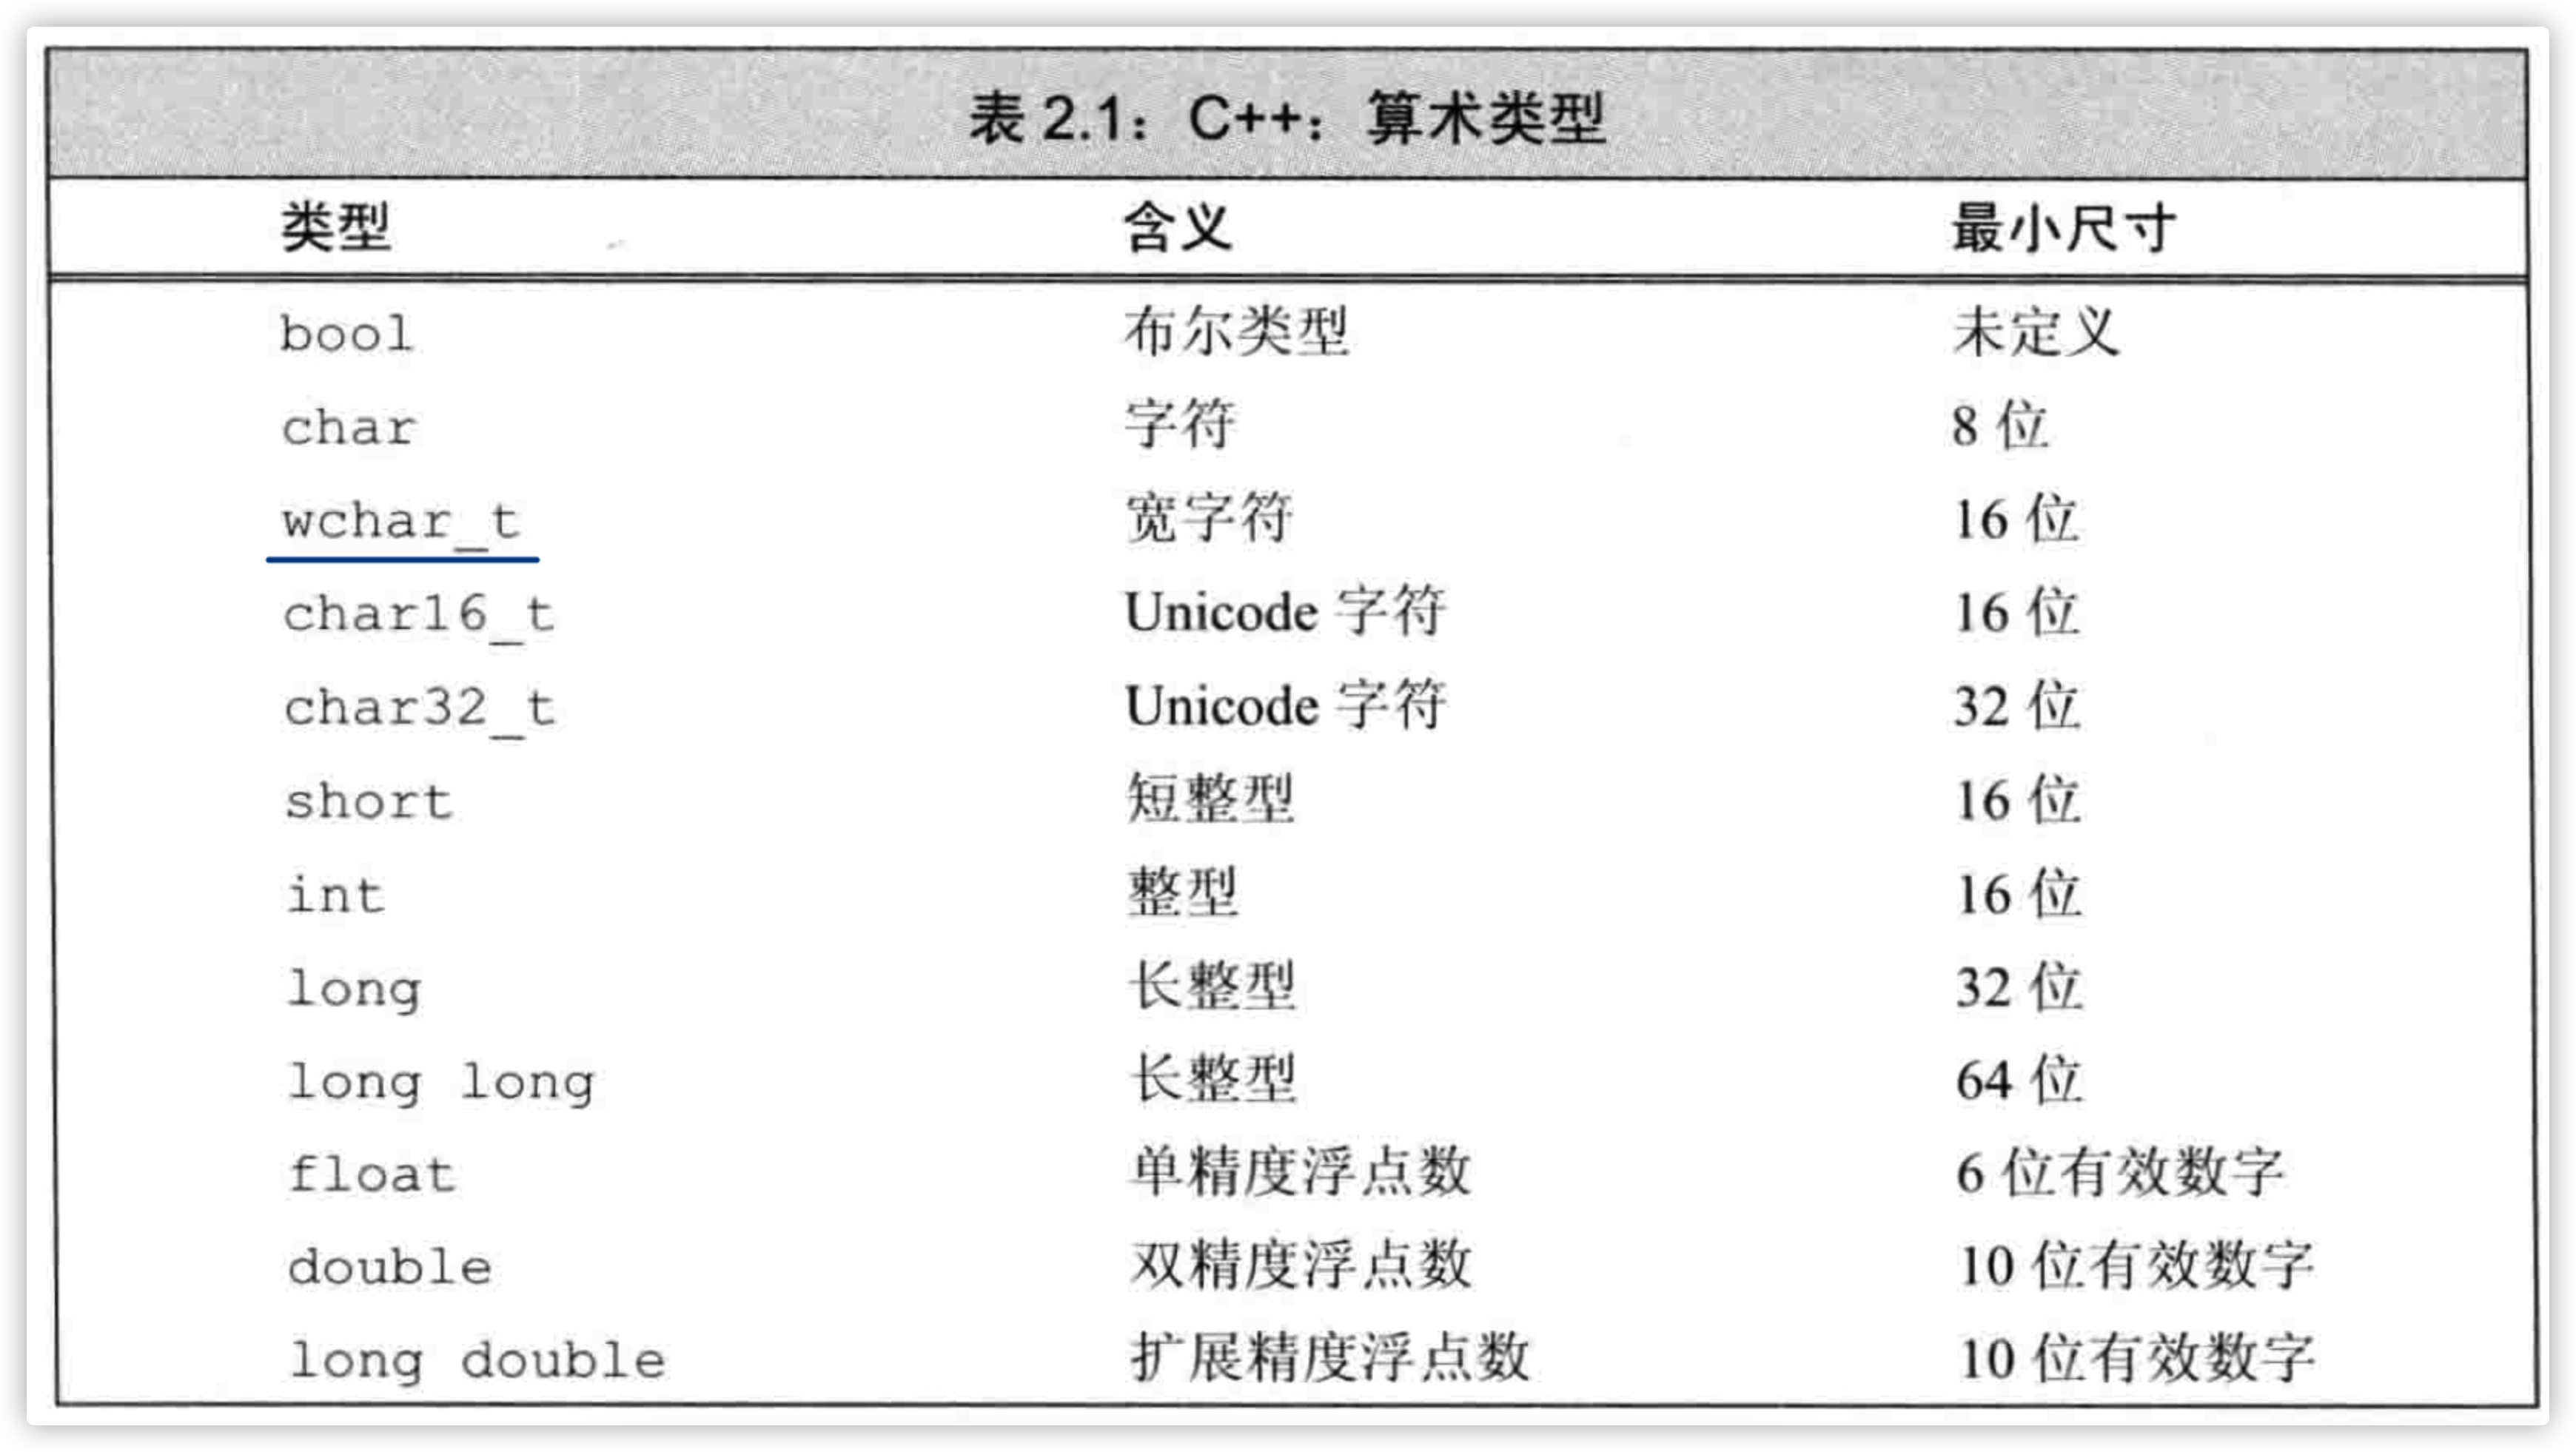 表 2.1：C++：算术类型
类型 含义 最小尺寸
bool 布尔类型 未定义
char 字符 8 位
wchar_t 宽字符 16 位
char16_t Unicode 字符 16 位
char32_t Unicode 字符 32 位
short 短整型 16 位
int 整型 16 位
long 长整型 32 位
long long 长整型 64 位
float 单精度浮点数 6 位有效数字
double 双精度浮点数 10 位有效数字
long double 扩展精度浮点数 10 位有效数字